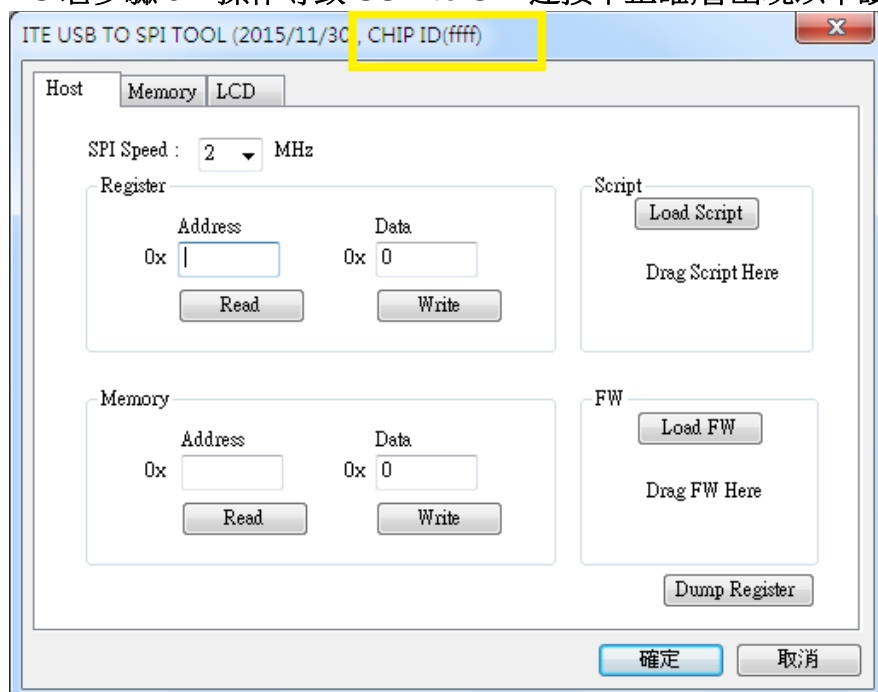 ITE USB TO SPI TOOL (2015/11/30), CHIP ID(ffff)
Host Memory LCD
SPI Speed : 2 MHz
Register
Address Data
0x 0x 0
Read Write
Script
Load Script
Drag Script Here
Memory
Address Data
0x 0x 0
Read Write
FW
Load FW
Drag FW Here
Dump Register
確定 取消